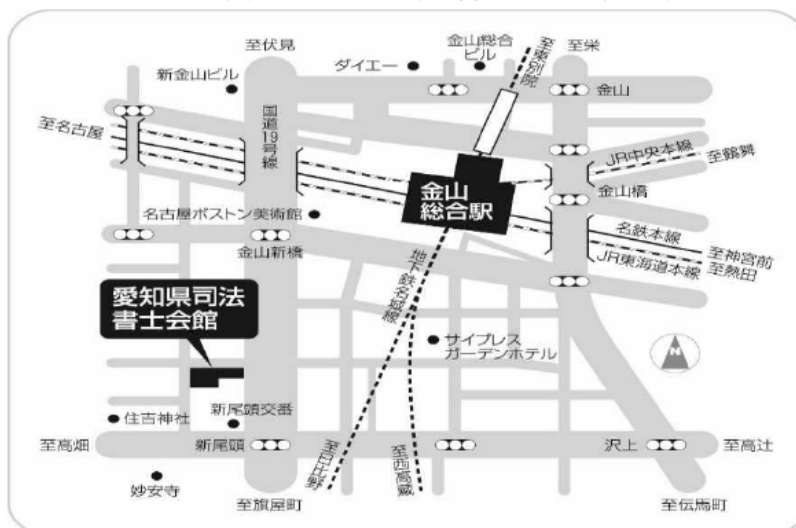 至伏見
新金山ビル
国道19号線
ダイエー
金山総合
ビル
至東別院
至栄
金山
至名古屋
JR中央本線
至鶴舞
金山橋
金山
総合駅
名古屋ボストン美術館
金山新橋
名鉄本線
至神宮前
JR東海道本線
至熱田
地下鉄名城線
愛知県司法
書士会館
サイプレス
ガーデンホテル
N
住吉神社
新尾頭交番
至高畑
新尾頭
沢上
至高辻
至日比野
至西高蔵
妙安寺
至旗屋町
至伝馬町